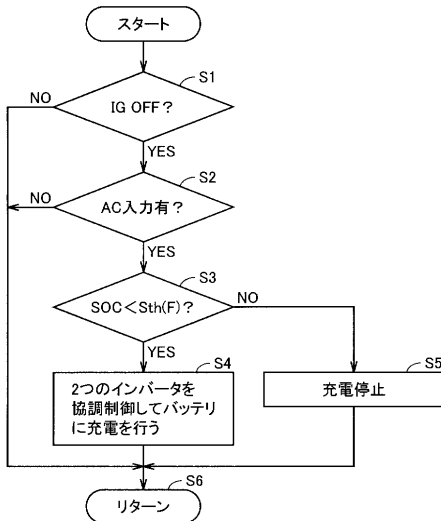 スタート
S1
NO
IG OFF?
YES
S2
NO
AC入力有?
YES
S3
SOC<Sth(F)?
NO
YES
S4
S5
2つのインバータを
協調制御してバッテリ
に充電を行う
充電停止
S6
リターン